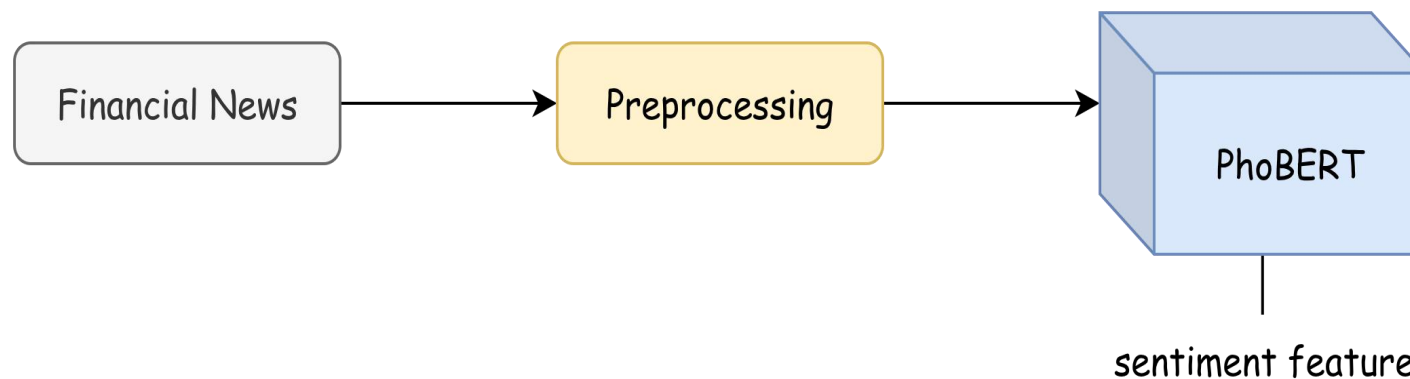 Financial News
Preprocessing
PhoBERT
sentiment feature